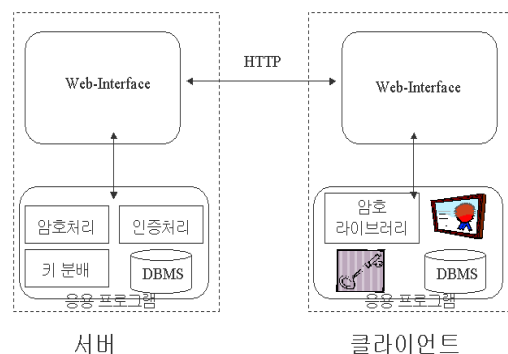 HTTP
Web-Interface
Web-Interface
암호처리
인증처리
키 분배
DBMS
응용 프로그램
암호
라이브러리
DBMS
응용 프로그램
서버
클라이언트